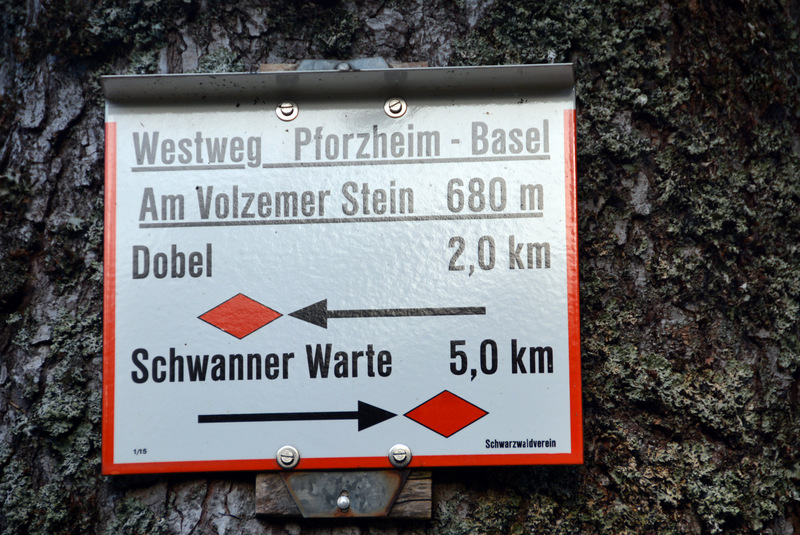 Westweg Pforzheim - Basel
Am Volzemer Stein 680 m
Dobel 2,0 km
Schwanner Warte 5,0 km
1/15 Schwarzwaldverein